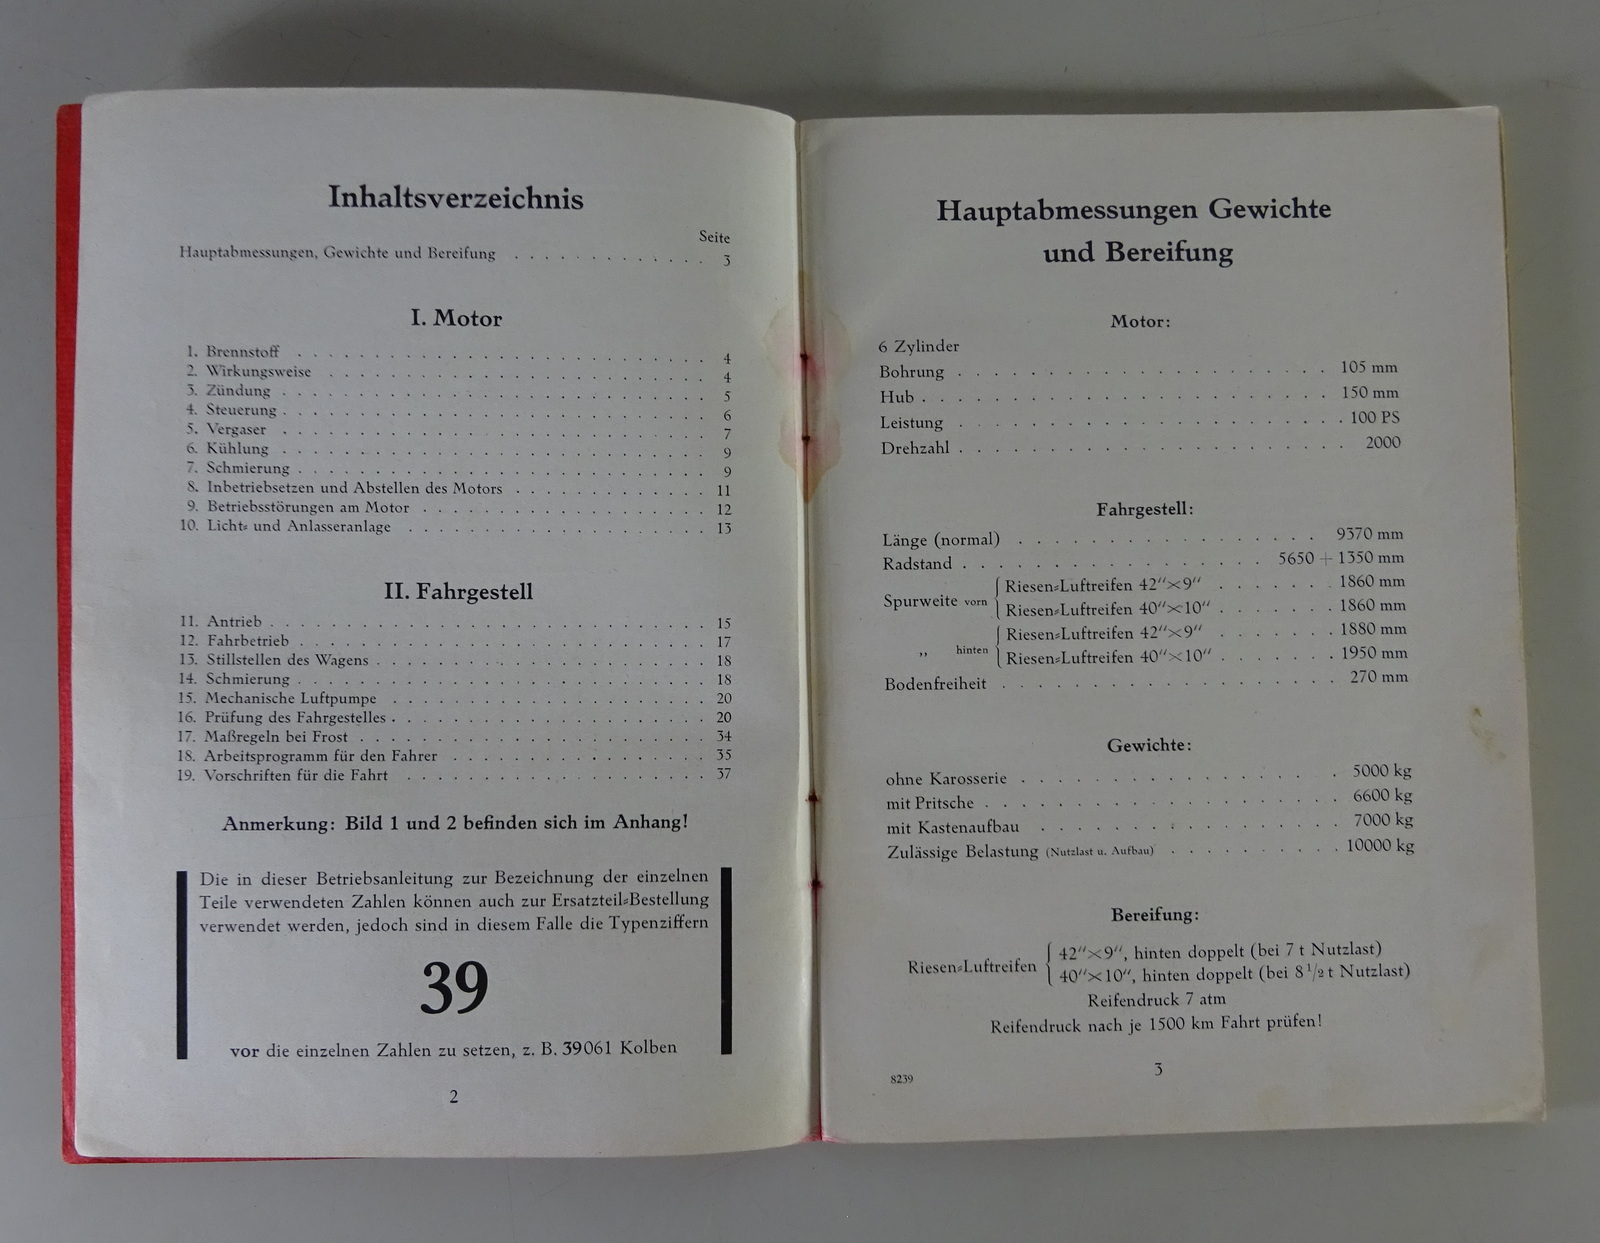 Inhaltsverzeichnis
Seite
Hauptabmessungen, Gewichte und Bereifung . . . . . . . . . . . . . 3
I. Motor
1. Brennstoff . . . . . . . . . . . . . . . . . . . . . . 4
2. Wirkungsweise . . . . . . . . . . . . . . . . . . . . 4
3. Zündung . . . . . . . . . . . . . . . . . . . . . . . 5
4. Steuerung . . . . . . . . . . . . . . . . . . . . . . 6
5. Vergaser . . . . . . . . . . . . . . . . . . . . . . . 7
6. Kühlung . . . . . . . . . . . . . . . . . . . . . . . 9
7. Schmierung . . . . . . . . . . . . . . . . . . . . . . 9
8. Inbetriebsetzen und Abstellen des Motors . . . . . . . . . . . 11
9. Betriebsstörungen am Motor . . . . . . . . . . . . . . . 12
10. Licht- und Anlasseranlage . . . . . . . . . . . . . . . . 13
II. Fahrgestell
11. Antrieb . . . . . . . . . . . . . . . . . . . . . . . 15
12. Fahrbetrieb . . . . . . . . . . . . . . . . . . . . . . 17
13. Stillstellen des Wagens . . . . . . . . . . . . . . . . . 18
14. Schmierung . . . . . . . . . . . . . . . . . . . . . . 18
15. Mechanische Luftpumpe . . . . . . . . . . . . . . . . . 20
16. Prüfung des Fahrgestelles . . . . . . . . . . . . . . . . . 20
17. Maßregeln bei Frost . . . . . . . . . . . . . . . . . . . 34
18. Arbeitsprogramm für den Fahrer . . . . . . . . . . . . . . 35
19. Vorschriften für die Fahrt . . . . . . . . . . . . . . . . 37
Anmerkung: Bild 1 und 2 befinden sich im Anhang!
Die in dieser Betriebsanleitung zur Bezeichnung der einzelnen
Teile verwendeten Zahlen können auch zur Ersatzteil-Bestellung
verwendet werden, jedoch sind in diesem Falle die Typenziffern
39
vor die einzelnen Zahlen zu setzen, z. B. 39061 Kolben
2
Hauptabmessungen Gewichte
und Bereifung
Motor:
6 Zylinder
Bohrung . . . . . . . . . . . . . . . . . . . . 105 mm
Hub . . . . . . . . . . . . . . . . . . . . . . 150 mm
Leistung . . . . . . . . . . . . . . . . . . . . 100 PS
Drehzahl . . . . . . . . . . . . . . . . . . . . 2000
Fahrgestell:
Länge (normal) . . . . . . . . . . . . . . . . 9370 mm
Radstand . . . . . . . . . . . . . . . . 5650 + 1350 mm
Spurweite vorn { Riesen-Luftreifen 42″×9″ . . . . . . . 1860 mm
Riesen-Luftreifen 40″×10″ . . . . . . . 1860 mm
„ hinten { Riesen-Luftreifen 42″×9″ . . . . . . . 1880 mm
Riesen-Luftreifen 40″×10″ . . . . . . . 1950 mm
Bodenfreiheit . . . . . . . . . . . . . . . . . . 270 mm
Gewichte:
ohne Karosserie . . . . . . . . . . . . . . . . . 5000 kg
mit Pritsche . . . . . . . . . . . . . . . . . . . 6600 kg
mit Kastenaufbau . . . . . . . . . . . . . . . . 7000 kg
Zulässige Belastung (Nutzlast u. Aufbau) . . . . . . . . . . 10000 kg
Bereifung:
Riesen-Luftreifen { 42″×9″, hinten doppelt (bei 7 t Nutzlast)
40″×10″, hinten doppelt (bei 8 1/2 t Nutzlast)
Reifendruck 7 atm
Reifendruck nach je 1500 km Fahrt prüfen!
3
8239